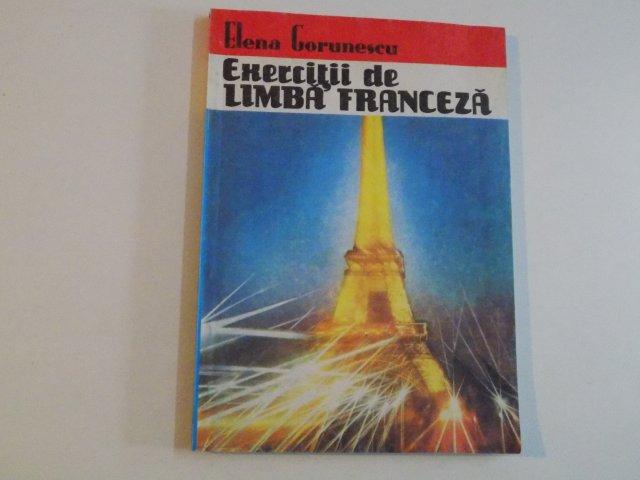 Elena Gorunescu
Exerciţii de
LIMBĂ FRANCEZĂ